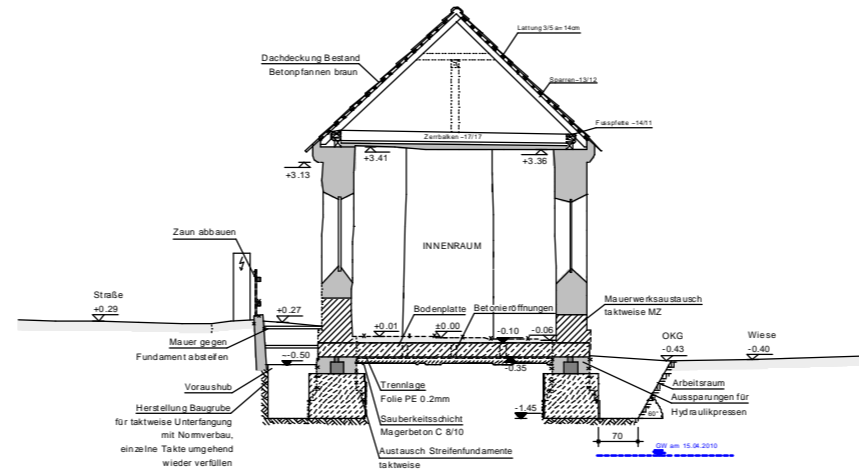 Lattung 3/5 e= 14cm
Dachdeckung Bestand
Betonpfannen braun
Sparren ~13/12
Fusspfette ~14/11
Zerrbalken ~17/17
+3.41
+3.36
+3.13
Zaun abbauen
INNENRAUM
Straße
+0.29
+0.27
Bodenplatte
Betonieröffnungen
Mauerwerksaustausch
taktweise MZ
+0.01
±0.00
-0.10
-0.06
OKG
-0.43
Wiese
-0.40
Mauer gegen
Fundament absteifen
~-0.50
-0.35
Voraushub
Trennlage
Folie PE 0.2mm
Arbeitsraum
Aussparungen für
Hydraulikpressen
Herstellung Baugrube
für taktweise Unterfangung
mit Normverbau,
einzelne Takte umgehend
wieder verfüllen
Sauberkeitsschicht
Magerbeton C 8/10
-1.45
60°
Austausch Streifenfundamente
taktweise
70
GW am 15.04.2010